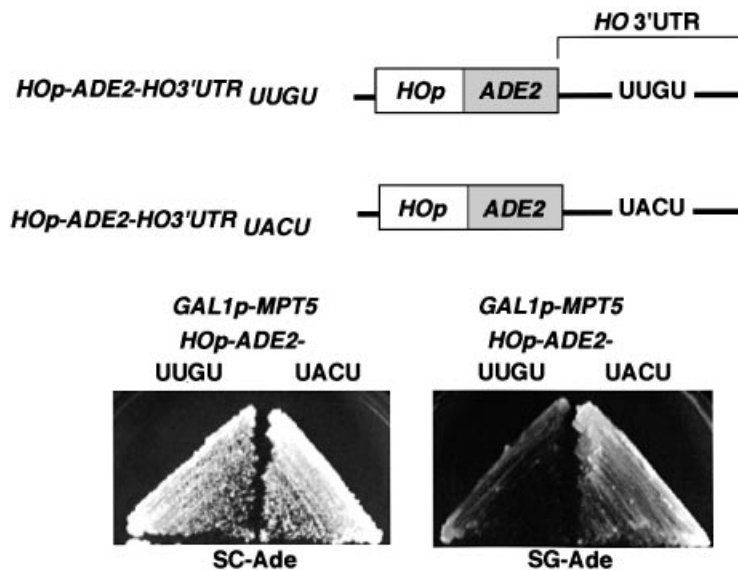 HO 3'UTR
HOp-ADE2-HO3'UTR UUGU HOp ADE2 UUGU
HOp-ADE2-HO3'UTR UACU HOp ADE2 UACU
GAL1p-MPT5 GAL1p-MPT5
HOp-ADE2- HOp-ADE2-
UUGU UACU UUGU UACU
SC-Ade SG-Ade